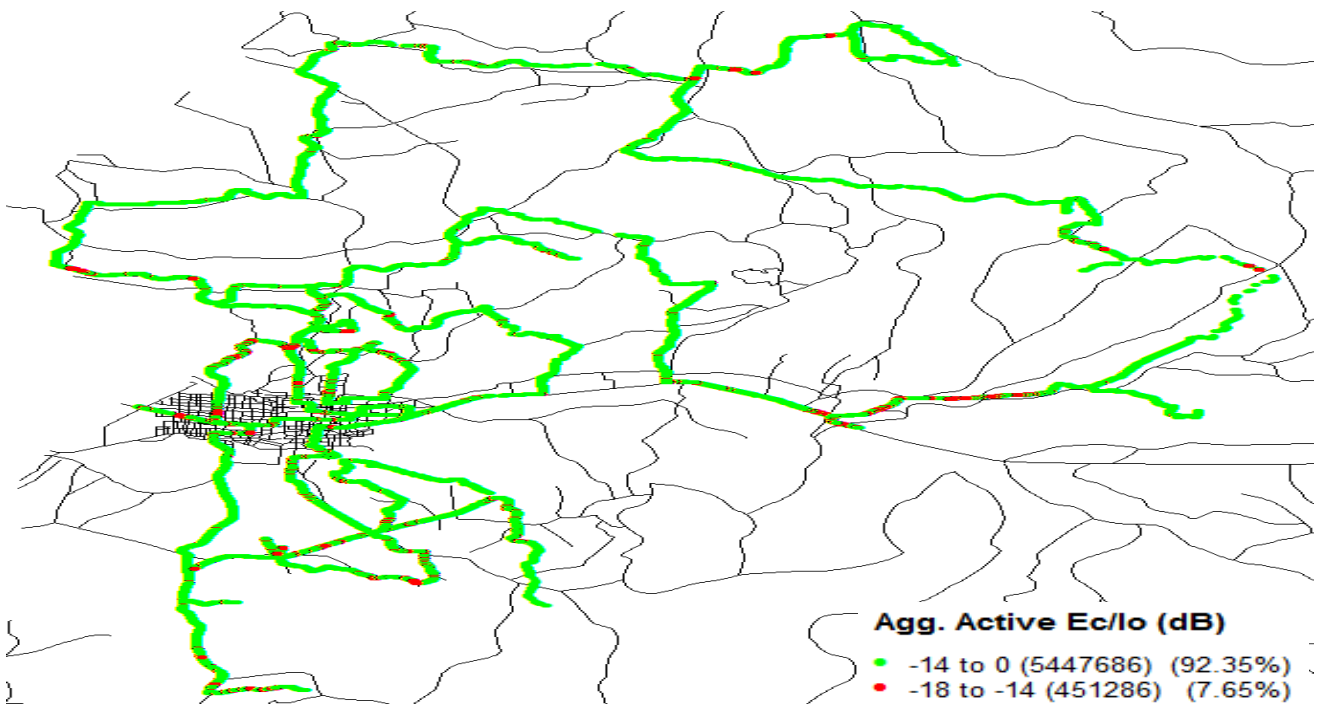 Agg. Active Ec/Io (dB)
-14 to 0 (5447686) (92.35%)
-18 to -14 (451286) (7.65%)